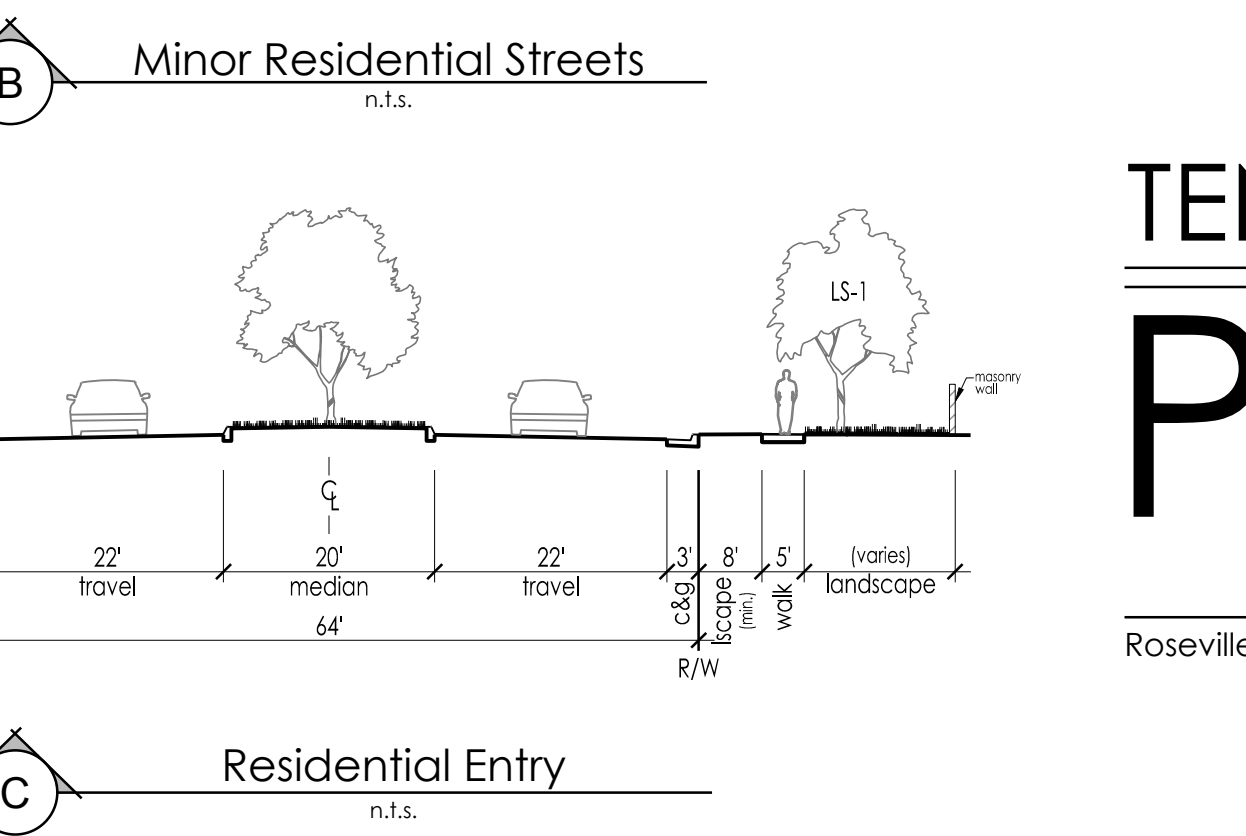 B
Minor Residential Streets
n.t.s.
LS-1
masonry
wall
CL
22'
20'
22'
3'
8'
5'
(varies)
travel
median
travel
c&g
lscape
(min.)
walk
landscape
64'
R/W
C
Residential Entry
n.t.s.
TE
P
Roseville